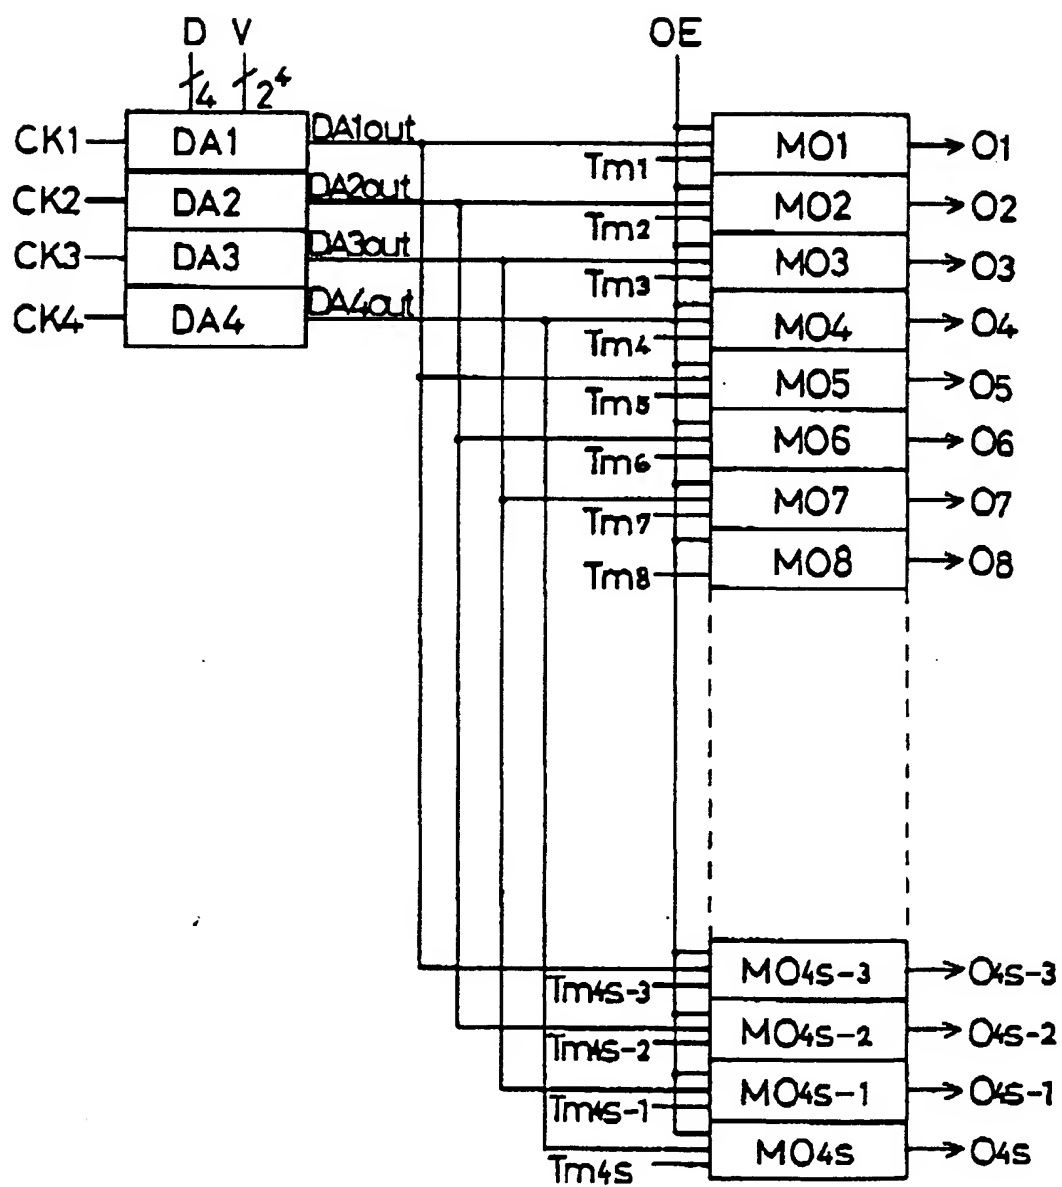 D V OE
4 2⁴
CK1 DA1 DA1out MO1 O1
Tm1
CK2 DA2 DA2out MO2 O2
Tm2
CK3 DA3 DA3out MO3 O3
Tm3
CK4 DA4 DA4out MO4 O4
Tm4
MO5 O5
Tm5
MO6 O6
Tm6
MO7 O7
Tm7
MO8 O8
Tm8
MO4s-3 O4s-3
Tm4s-3
MO4s-2 O4s-2
Tm4s-2
MO4s-1 O4s-1
Tm4s-1
MO4s O4s
Tm4s